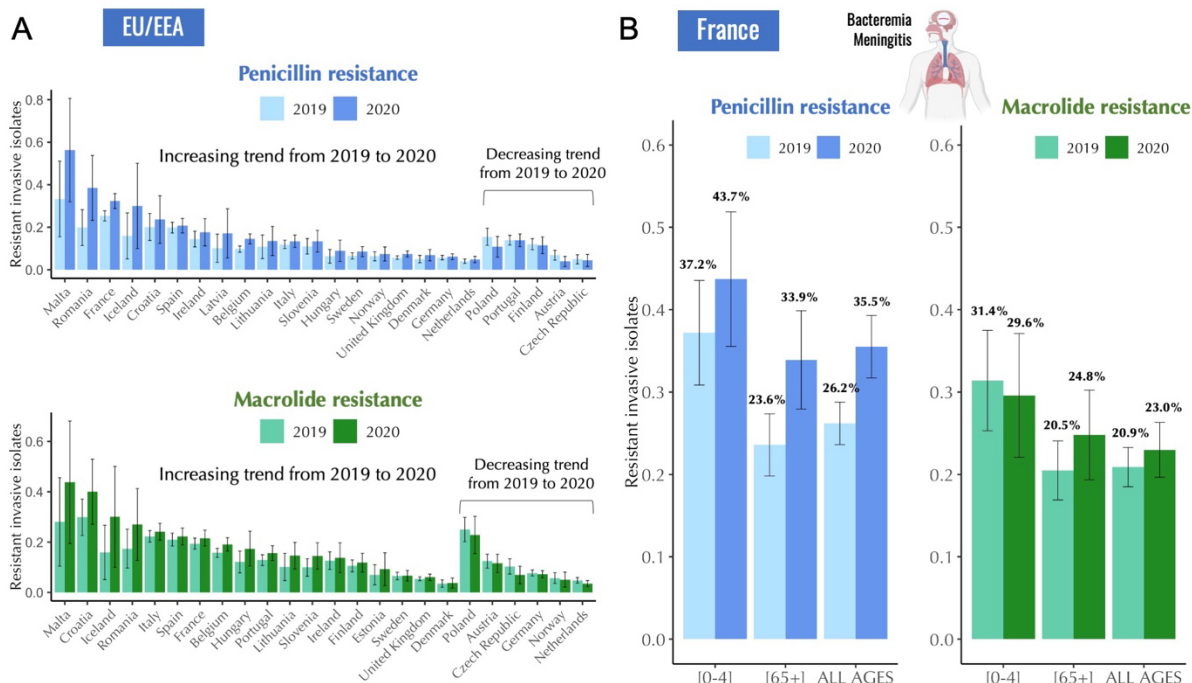 A
EU/EEA
Penicillin resistance
2019 2020
Increasing trend from 2019 to 2020
Decreasing trend
from 2019 to 2020
Resistant invasive isolates
0.8
0.6
0.4
0.2
0.0
Malta
Romania
France
Iceland
Croatia
Spain
Ireland
Latvia
Belgium
Lithuania
Italy
Slovenia
Hungary
Sweden
Norway
United Kingdom
Denmark
Germany
Netherlands
Poland
Portugal
Finland
Austria
Czech Republic
Macrolide resistance
2019 2020
Increasing trend from 2019 to 2020
Decreasing trend
from 2019 to 2020
Resistant invasive isolates
0.6
0.4
0.2
0.0
Malta
Croatia
Iceland
Romania
Italy
Spain
France
Belgium
Hungary
Portugal
Lithuania
Slovenia
Ireland
Finland
Estonia
Sweden
United Kingdom
Denmark
Poland
Austria
Czech Republic
Germany
Norway
Netherlands
B
France
Bacteremia
Meningitis
Penicillin resistance
2019 2020
Resistant invasive isolates
0.6
0.5
0.4
0.3
0.2
0.1
0.0
37.2%
43.7%
23.6%
33.9%
26.2%
35.5%
[0-4] [65+] ALL AGES
Macrolide resistance
2019 2020
Resistant invasive isolates
0.6
0.5
0.4
0.3
0.2
0.1
0.0
31.4%
29.6%
20.5%
24.8%
20.9%
23.0%
[0-4] [65+] ALL AGES